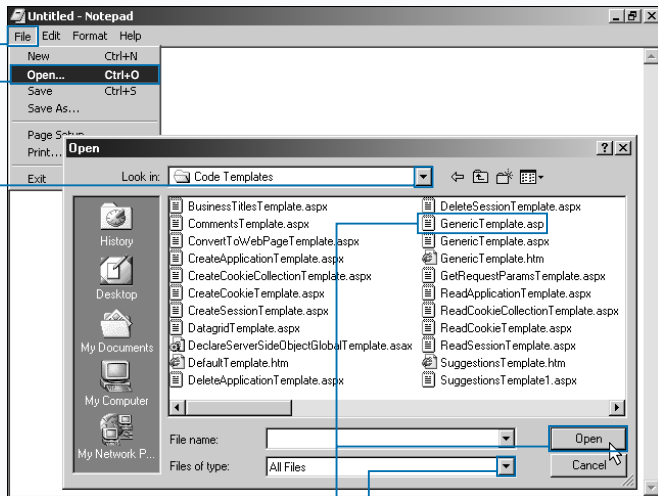 Untitled - Notepad
File Edit Format Help
New Ctrl+N
Open... Ctrl+O
Save Ctrl+S
Save As...
Page Setup...
Print...
Exit
Open
Look in: Code Templates
History
Desktop
My Documents
My Computer
My Network P...
BusinessTitlesTemplate.aspx
CommentsTemplate.aspx
ConvertToWebPageTemplate.aspx
CreateApplicationTemplate.aspx
CreateCookieCollectionTemplate.aspx
CreateCookieTemplate.aspx
CreateSessionTemplate.aspx
DatagridTemplate.aspx
DeclareServerSideObjectGlobalTemplate.asax
DefaultTemplate.htm
DeleteApplicationTemplate.aspx
DeleteSessionTemplate.aspx
GenericTemplate.asp
GenericTemplate.aspx
GenericTemplate.htm
GetRequestParamsTemplate.aspx
ReadApplicationTemplate.aspx
ReadCookieCollectionTemplate.aspx
ReadCookieTemplate.aspx
ReadSessionTemplate.aspx
SuggestionsTemplate.htm
SuggestionsTemplate1.aspx
File name: Open
Files of type: All Files Cancel